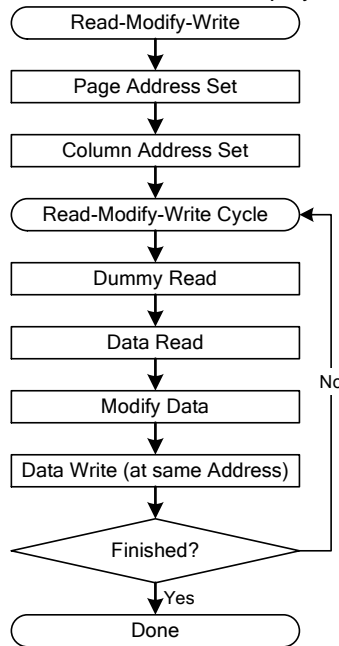 Read-Modify-Write
Page Address Set
Column Address Set
Read-Modify-Write Cycle
Dummy Read
Data Read
Modify Data
No
Data Write (at same Address)
Finished?
Yes
Done